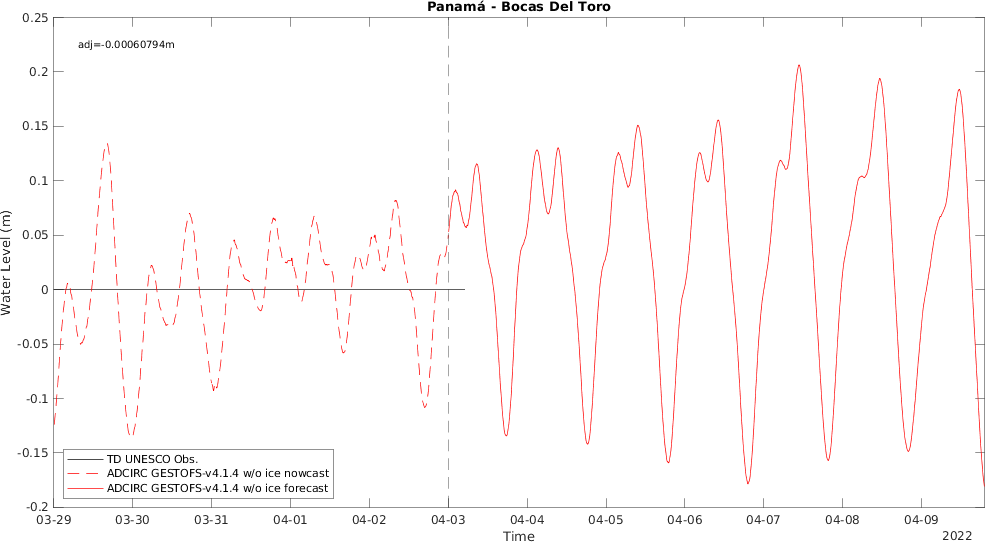 Panamá - Bocas Del Toro
adj=-0.00060794m
0.25
0.2
0.15
0.1
0.05
0
-0.05
-0.1
-0.15
-0.2
Water Level (m)
TD UNESCO Obs.
ADCIRC GESTOFS-v4.1.4 w/o ice nowcast
ADCIRC GESTOFS-v4.1.4 w/o ice forecast
03-29 03-30 03-31 04-01 04-02 04-03 04-04 04-05 04-06 04-07 04-08 04-09
Time
2022